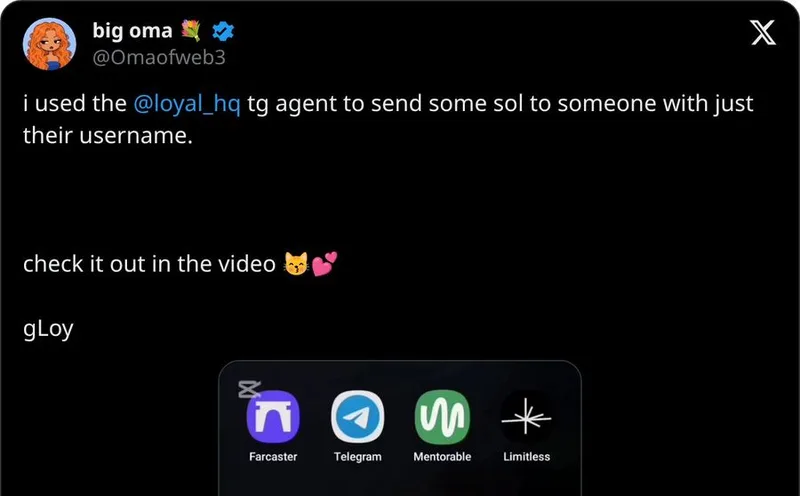 big oma 💐
@Omaofweb3
i used the @loyal_hq tg agent to send some sol to someone with just
their username.
check it out in the video 😽💕
gLoy
Farcaster Telegram Mentorable Limitless